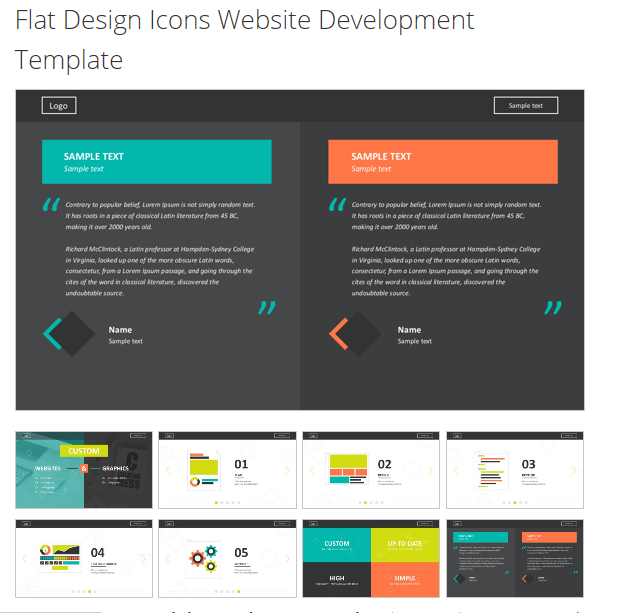 Flat Design Icons Website Development
Template
Logo
Sample text
SAMPLE TEXT
Sample text
Contrary to popular belief, Lorem Ipsum is not simply random text.
It has roots in a piece of classical Latin literature from 45 BC,
making it over 2000 years old.
Richard McClintock, a Latin professor at Hampden-Sydney College
in Virginia, looked up one of the more obscure Latin words,
consectetur, from a Lorem Ipsum passage, and going through the
cites of the word in classical literature, discovered the
undoubtable source.
Name
Sample text
SAMPLE TEXT
Sample text
Contrary to popular belief, Lorem Ipsum is not simply random text.
It has roots in a piece of classical Latin literature from 45 BC,
making it over 2000 years old.
Richard McClintock, a Latin professor at Hampden-Sydney College
in Virginia, looked up one of the more obscure Latin words,
consectetur, from a Lorem Ipsum passage, and going through the
cites of the word in classical literature, discovered the
undoubtable source.
Name
Sample text
CUSTOM
WEBSITES & GRAPHICS
01
02
03
04
05
CUSTOM
UP TO DATE
HIGH
SIMPLE